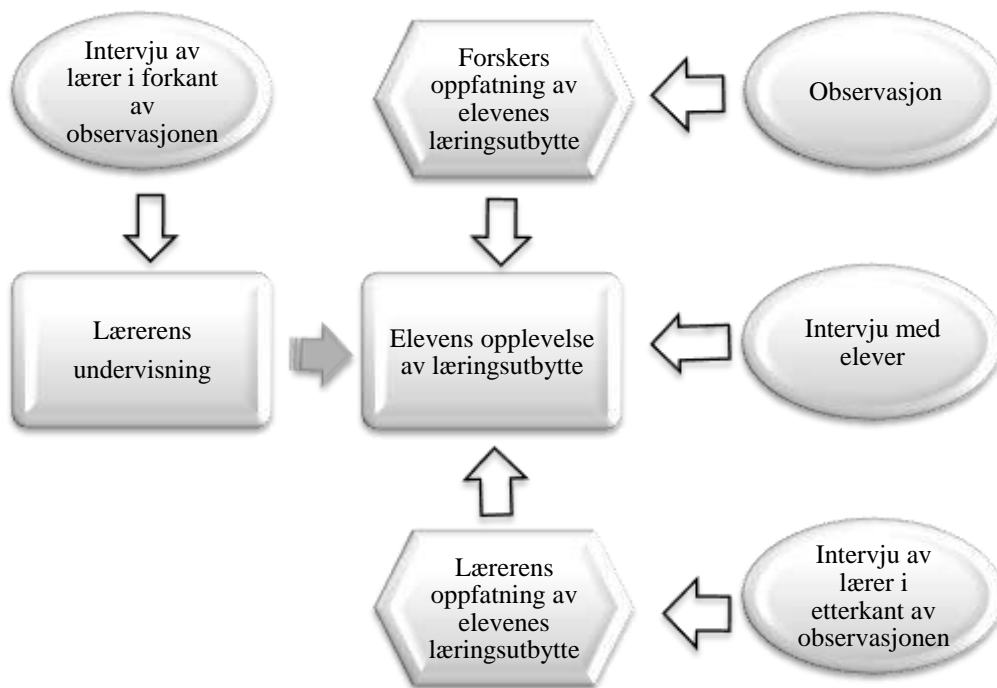 Intervju av
lærer i forkant
av
observasjonen
Forskers
oppfatning av
elevenes
læringsutbytte
Observasjon
Lærerens
undervisning
Elevens opplevelse
av læringsutbytte
Intervju med
elever
Lærerens
oppfatning av
elevenes
læringsutbytte
Intervju av
lærer i
etterkant av
observasjonen